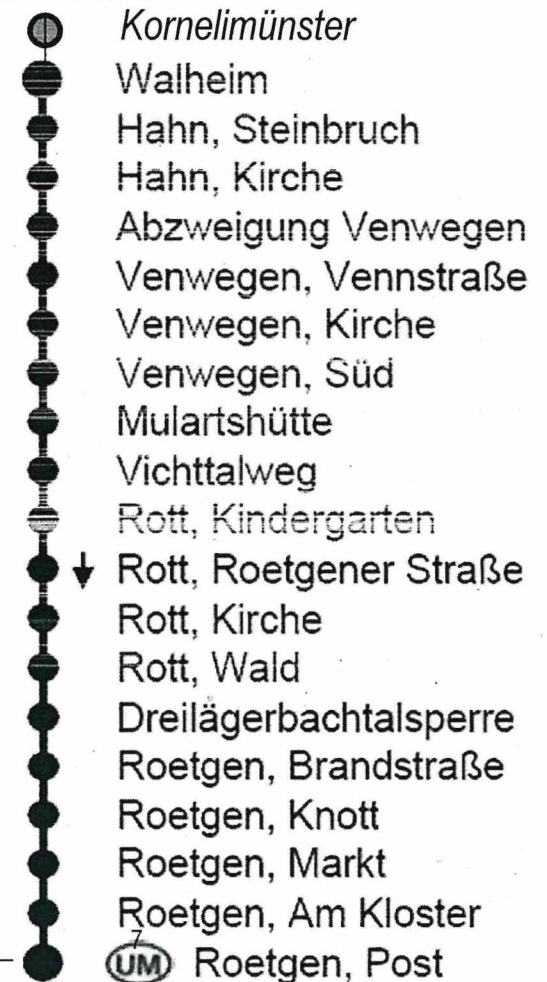 Kornelimünster
Walheim
Hahn, Steinbruch
Hahn, Kirche
Abzweigung Venwegen
Venwegen, Vennstraße
Venwegen, Kirche
Venwegen, Süd
Mulartshütte
Vichttalweg
Rott, Kindergarten
Rott, Roetgener Straße
Rott, Kirche
Rott, Wald
Dreilägerbachtalsperre
Roetgen, Brandstraße
Roetgen, Knott
Roetgen, Markt
Roetgen, Am Kloster
7
UM Roetgen, Post